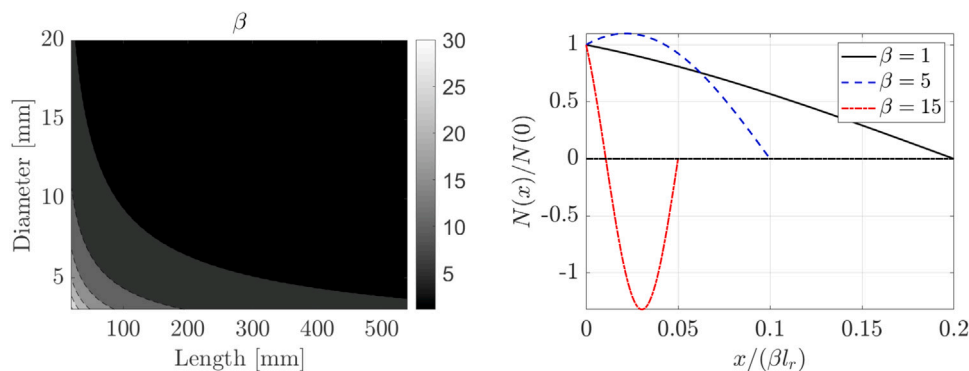 β
20
15
10
5
Diameter [mm]
100 200 300 400 500
Length [mm]
30
25
20
15
10
5
1
0.5
0
-0.5
-1
N(x)/N(0)
0 0.05 0.1 0.15 0.2
x/(βl_r)
β = 1
β = 5
β = 15